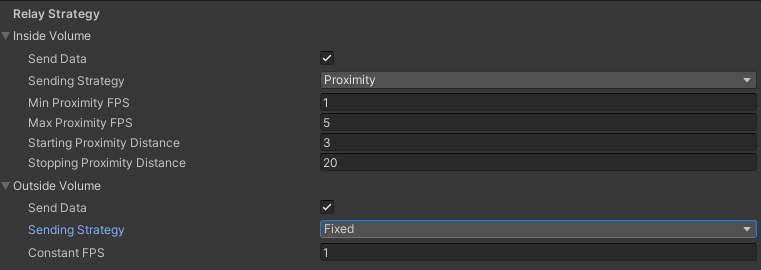 Relay Strategy
Inside Volume
Send Data
Sending Strategy Proximity
Min Proximity FPS 1
Max Proximity FPS 5
Starting Proximity Distance 3
Stopping Proximity Distance 20
Outside Volume
Send Data
Sending Strategy Fixed
Constant FPS 1